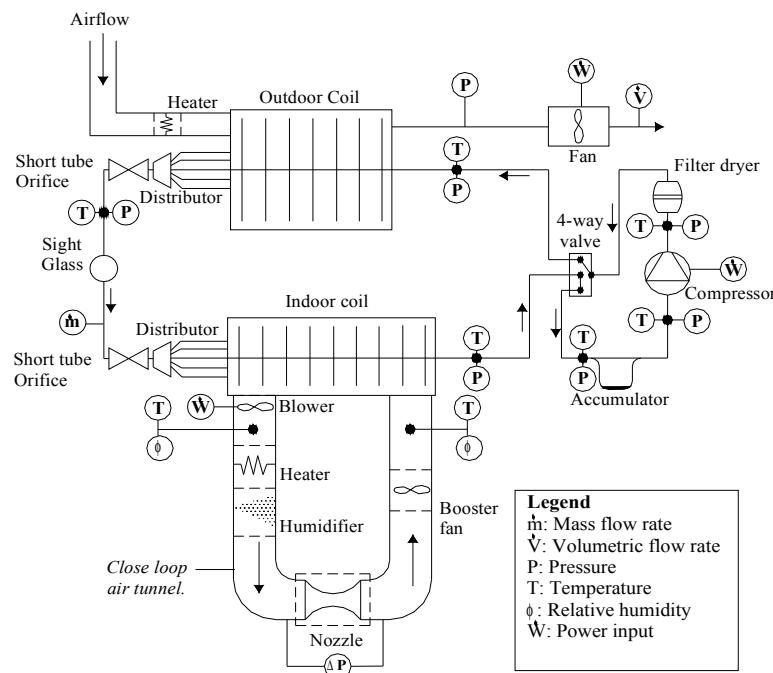 Airflow
Heater
Outdoor Coil
P
Ẇ
V̇
Fan
Short tube
Orifice
Distributor
T
P
Filter dryer
T
P
Sight
Glass
4-way
valve
T
P
Ẇ
Compressor
ṁ
Distributor
Indoor coil
T
P
Short tube
Orifice
T
P
T
P
Accumulator
T
ϕ
Ẇ
Blower
T
ϕ
Heater
Humidifier
Booster
fan
Close loop
air tunnel.
Nozzle
Δ P
Legend
ṁ: Mass flow rate
V̇: Volumetric flow rate
P: Pressure
T: Temperature
ϕ: Relative humidity
Ẇ: Power input